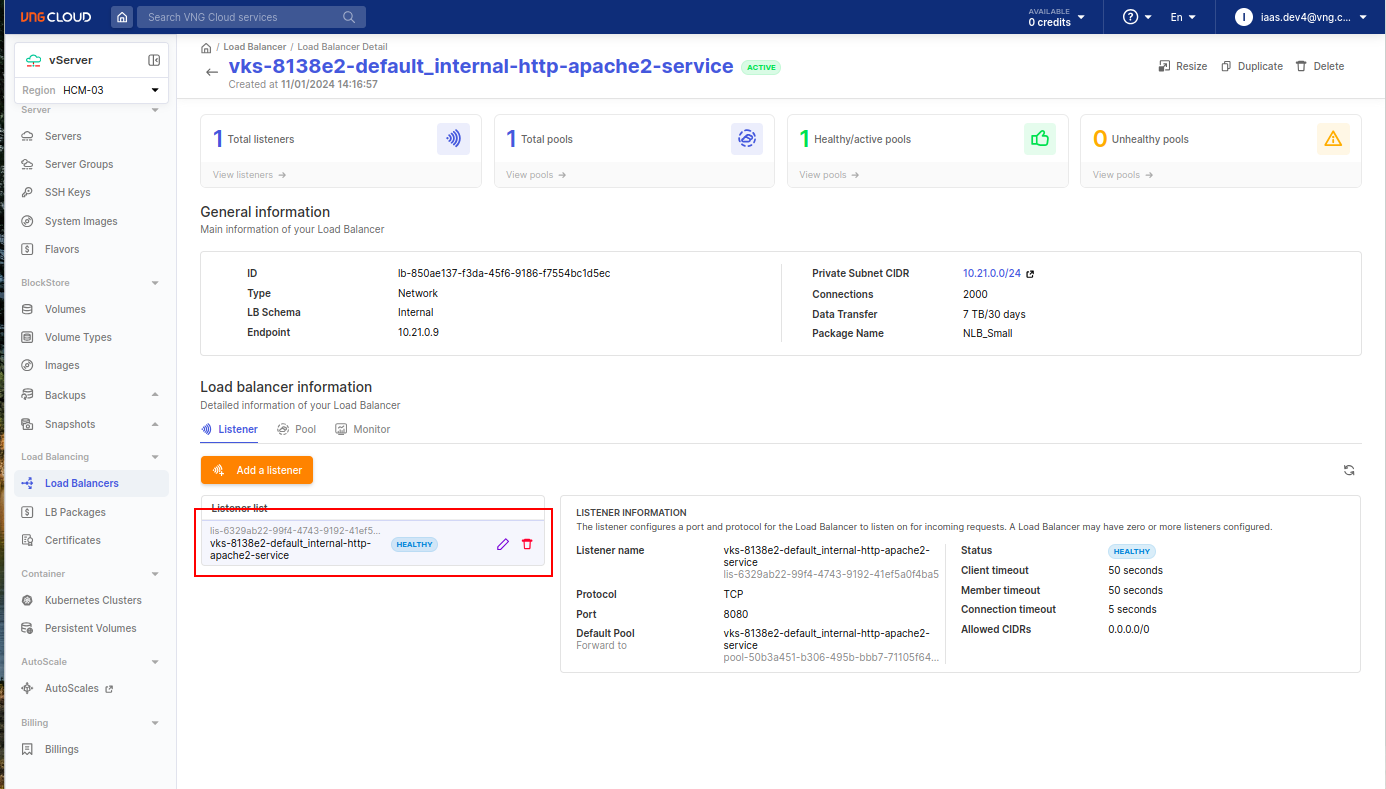 VNG CLOUD
Search VNG Cloud services
AVAILABLE
0 credits
En
I
iaas.dev4@vng.c...
vServer
Region HCM-03
Server
Servers
Server Groups
SSH Keys
System Images
Flavors
BlockStore
Volumes
Volume Types
Images
Backups
Snapshots
Load Balancing
Load Balancers
LB Packages
Certificates
Container
Kubernetes Clusters
Persistent Volumes
AutoScale
AutoScales
Billing
Billings
/ Load Balancer / Load Balancer Detail
vks-8138e2-default_internal-http-apache2-service ACTIVE
Created at 11/01/2024 14:16:57
Resize Duplicate Delete
1 Total listeners
View listeners
1 Total pools
View pools
1 Healthy/active pools
View pools
0 Unhealthy pools
View pools
General information
Main information of your Load Balancer
ID lb-850ae137-f3da-45f6-9186-f7554bc1d5ec
Type Network
LB Schema Internal
Endpoint 10.21.0.9
Private Subnet CIDR 10.21.0.0/24
Connections 2000
Data Transfer 7 TB/30 days
Package Name NLB_Small
Load balancer information
Detailed information of your Load Balancer
Listener Pool Monitor
Add a listener
Listener list
lis-6329ab22-99f4-4743-9192-41ef5...
vks-8138e2-default_internal-http-
apache2-service
HEALTHY
LISTENER INFORMATION
The listener configures a port and protocol for the Load Balancer to listen on for incoming requests. A Load Balancer may have zero or more listeners configured.
Listener name vks-8138e2-default_internal-http-apache2-
service
lis-6329ab22-99f4-4743-9192-41ef5a0f4ba5
Protocol TCP
Port 8080
Default Pool vks-8138e2-default_internal-http-apache2-
Forward to service
pool-50b3a451-b306-495b-bbb7-71105f64...
Status HEALTHY
Client timeout 50 seconds
Member timeout 50 seconds
Connection timeout 5 seconds
Allowed CIDRs 0.0.0.0/0